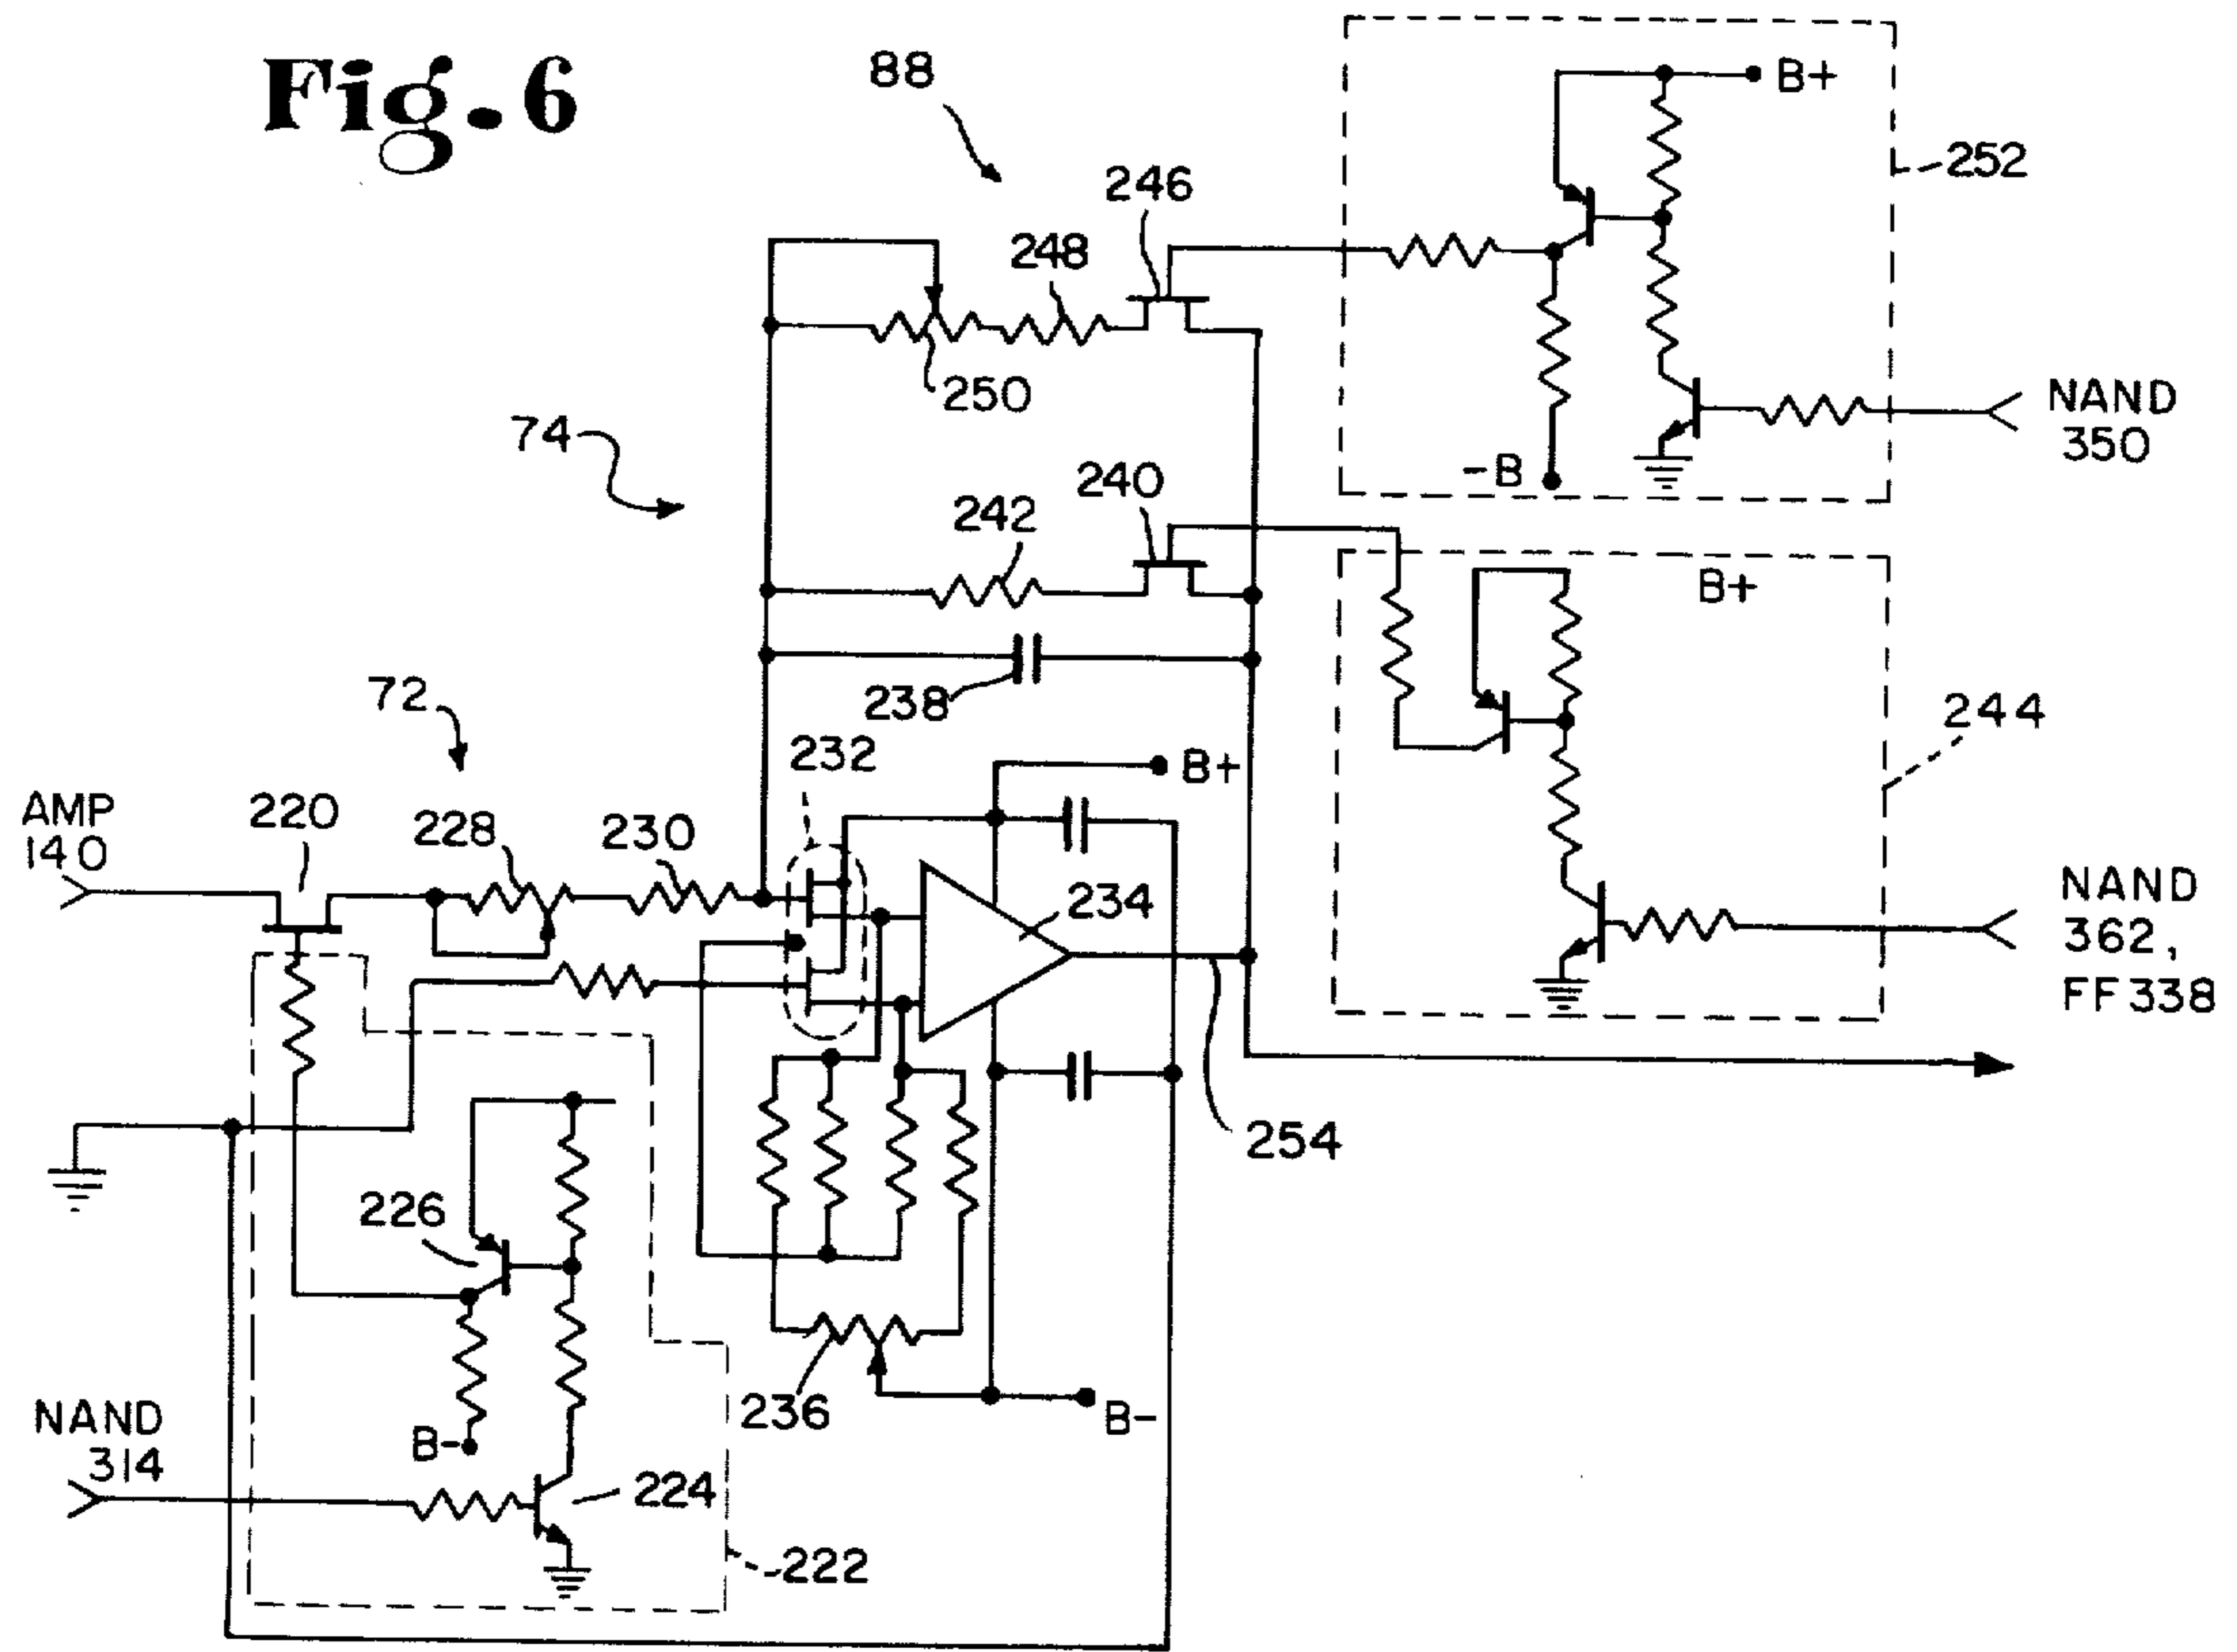 Fig. 6
88
B+
252
246
248
250
NAND
350
74
-B
240
242
B+
238
244
72
232
B+
AMP
140
220
228
230
234
NAND
362,
FF338
254
226
236
B-
B-
NAND
314
224
222